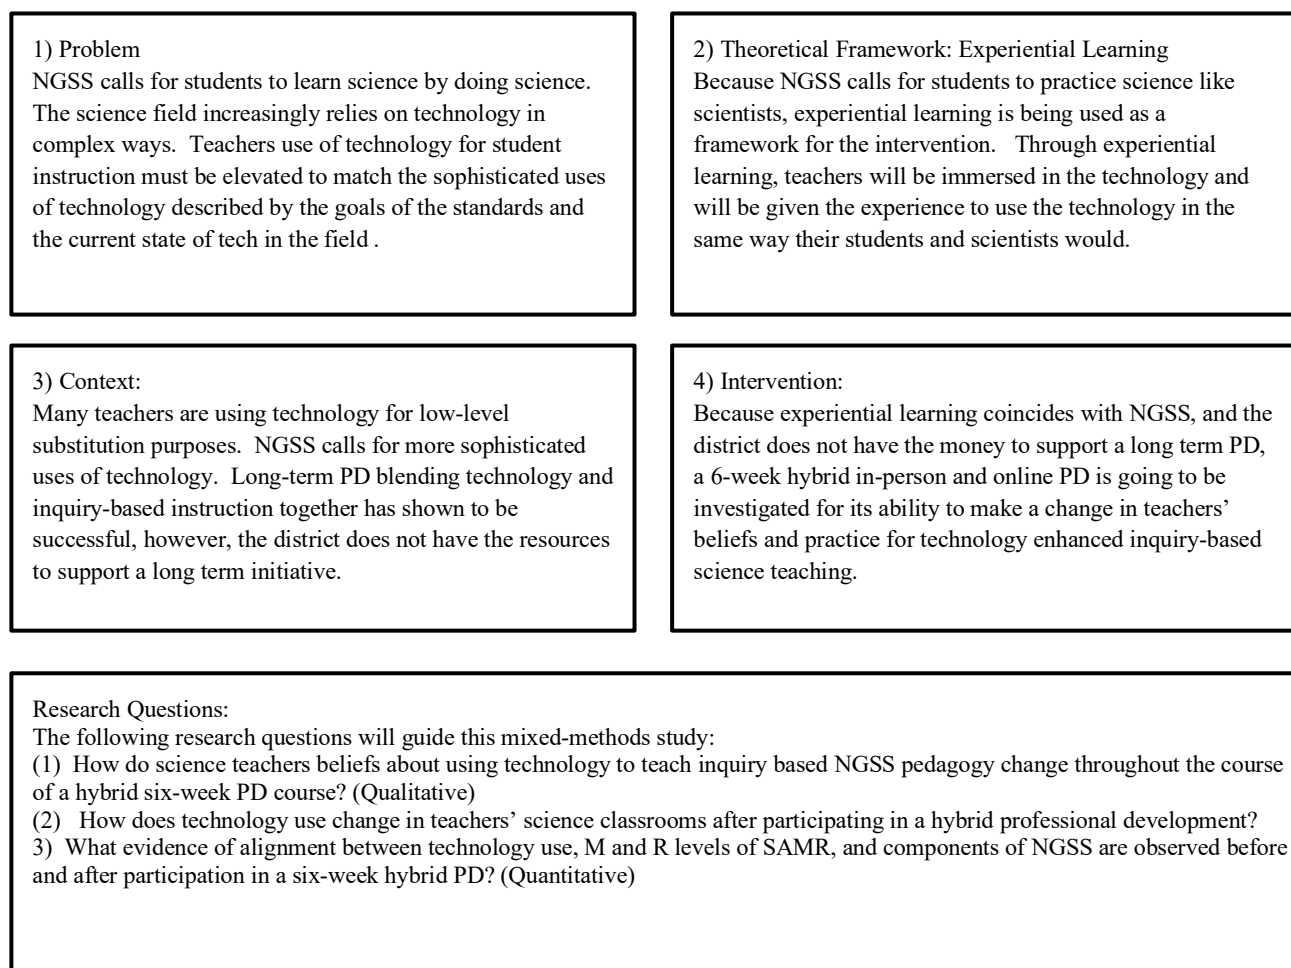 1) Problem
NGSS calls for students to learn science by doing science.
The science field increasingly relies on technology in
complex ways.  Teachers use of technology for student
instruction must be elevated to match the sophisticated uses
of technology described by the goals of the standards and
the current state of tech in the field .
2) Theoretical Framework: Experiential Learning
Because NGSS calls for students to practice science like
scientists, experiential learning is being used as a
framework for the intervention.   Through experiential
learning, teachers will be immersed in the technology and
will be given the experience to use the technology in the
same way their students and scientists would.
3) Context:
Many teachers are using technology for low-level
substitution purposes.  NGSS calls for more sophisticated
uses of technology.  Long-term PD blending technology and
inquiry-based instruction together has shown to be
successful, however, the district does not have the resources
to support a long term initiative.
4) Intervention:
Because experiential learning coincides with NGSS, and the
district does not have the money to support a long term PD,
a 6-week hybrid in-person and online PD is going to be
investigated for its ability to make a change in teachers’
beliefs and practice for technology enhanced inquiry-based
science teaching.
Research Questions:
The following research questions will guide this mixed-methods study:
(1)  How do science teachers beliefs about using technology to teach inquiry based NGSS pedagogy change throughout the course
of a hybrid six-week PD course? (Qualitative)
(2)   How does technology use change in teachers’ science classrooms after participating in a hybrid professional development?
3)  What evidence of alignment between technology use, M and R levels of SAMR, and components of NGSS are observed before
and after participation in a six-week hybrid PD? (Quantitative)